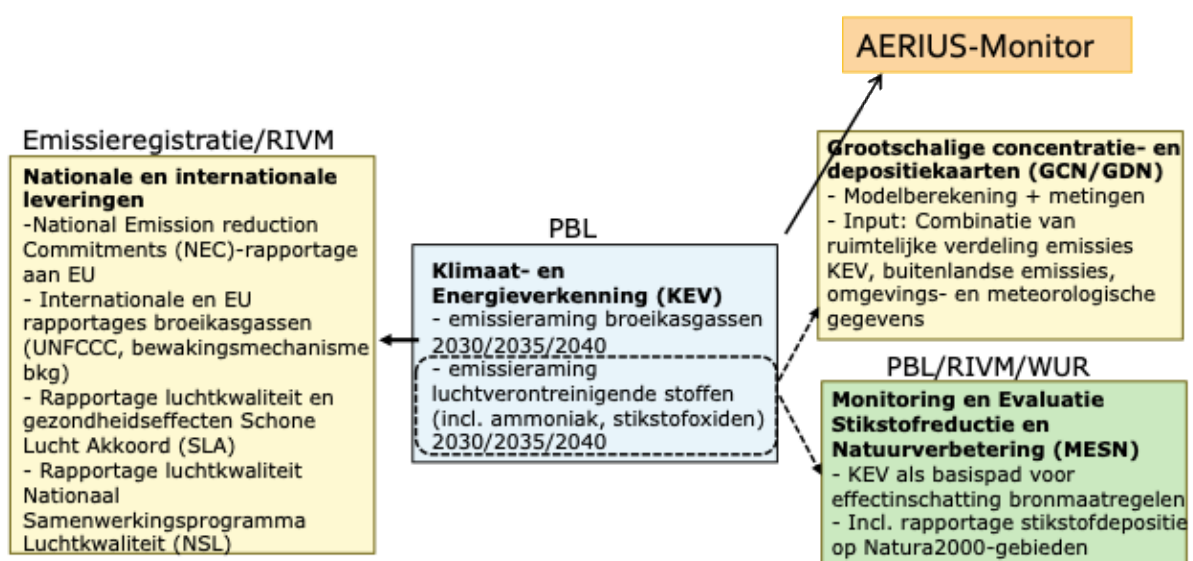 AERIUS-Monitor
Emissieregistratie/RIVM
Nationale en internationale
leveringen
-National Emission reduction
Commitments (NEC)-rapportage
aan EU
- Internationale en EU
rapportages broeikasgassen
(UNFCCC, bewakingsmechanisme
bkg)
- Rapportage luchtkwaliteit en
gezondheidseffecten Schone
Lucht Akkoord (SLA)
- Rapportage luchtkwaliteit
Nationaal
Samenwerkingsprogramma
Luchtkwaliteit (NSL)
PBL
Klimaat- en
Energieverkenning (KEV)
- emissieraming broeikasgassen
2030/2035/2040
- emissieraming
luchtverontreinigende stoffen
(incl. ammoniak, stikstofoxiden)
2030/2035/2040
Grootschalige concentratie- en
depositiekaarten (GCN/GDN)
- Modelberekening + metingen
- Input: Combinatie van
ruimtelijke verdeling emissies
KEV, buitenlandse emissies,
omgevings- en meteorologische
gegevens
PBL/RIVM/WUR
Monitoring en Evaluatie
Stikstofreductie en
Natuurverbetering (MESN)
- KEV als basispad voor
effectinschatting bronmaatregelen
- Incl. rapportage stikstofdepositie
op Natura2000-gebieden